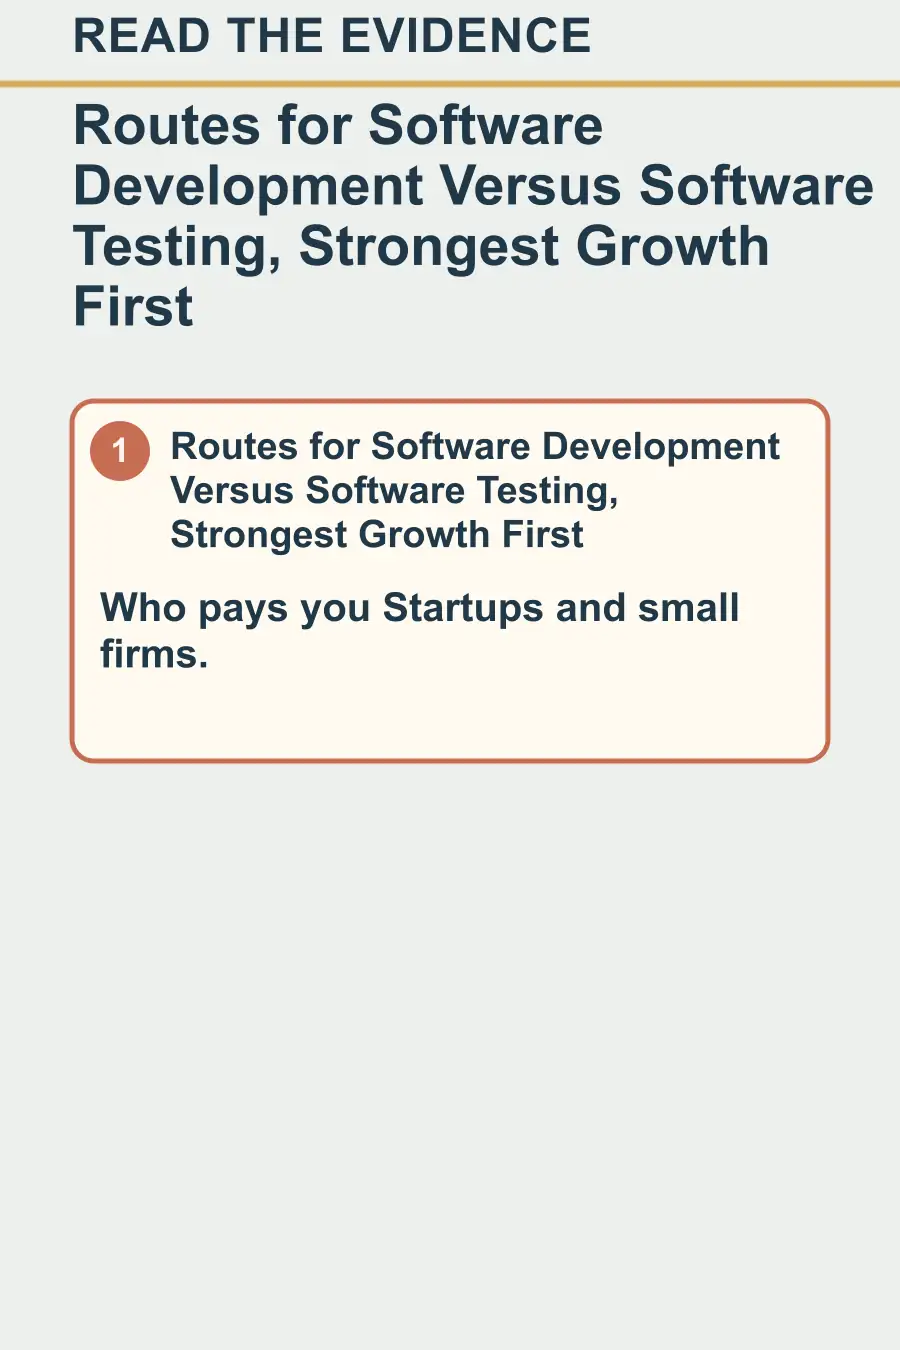 READ THE EVIDENCE
Routes for Software
Development Versus Software
Testing, Strongest Growth
First
1
Routes for Software Development
Versus Software Testing,
Strongest Growth First
Who pays you Startups and small
firms.